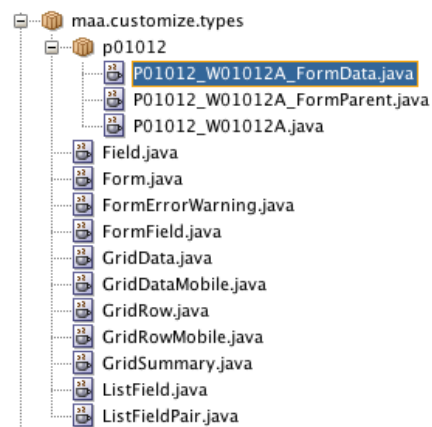 maa.customize.types
p01012
P01012_W01012A_FormData.java
P01012_W01012A_FormParent.java
P01012_W01012A.java
Field.java
Form.java
FormErrorWarning.java
FormField.java
GridData.java
GridDataMobile.java
GridRow.java
GridRowMobile.java
GridSummary.java
ListField.java
ListFieldPair.java